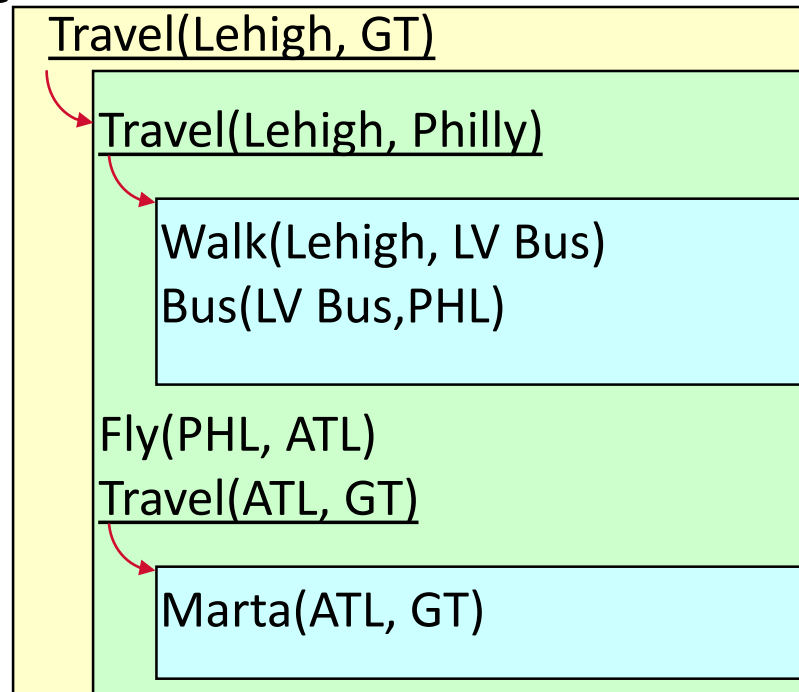 Travel(Lehigh, GT)
Travel(Lehigh, Philly)
Walk(Lehigh, LV Bus)
Bus(LV Bus,PHL)
Fly(PHL, ATL)
Travel(ATL, GT)
Marta(ATL, GT)